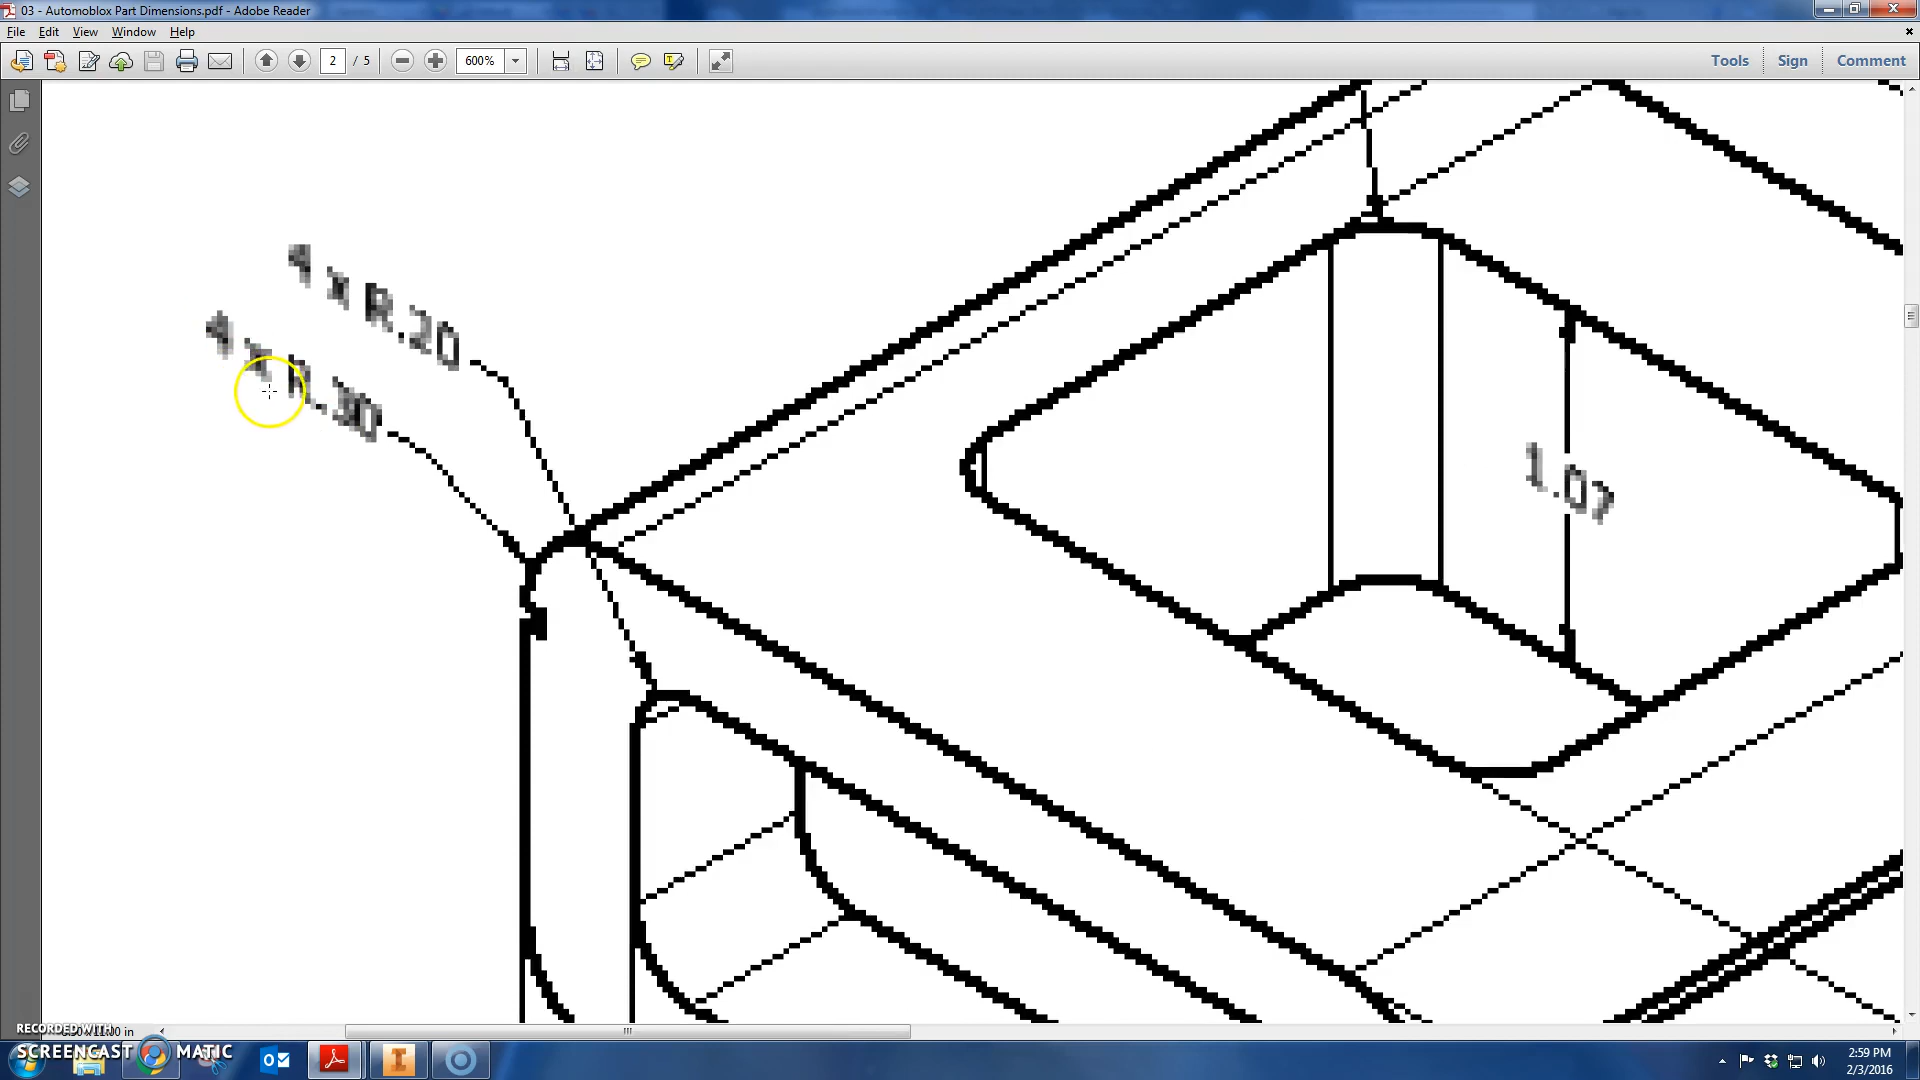 03 - Automoblox Part Dimensions.pdf - Adobe Reader
File Edit View Window Help
2 / 5 600% Tools Sign Comment
4 x R.20
4 x R.30
1.07
RECORDED WITH
SCREENCAST MATIC
2:59 PM
2/3/2016